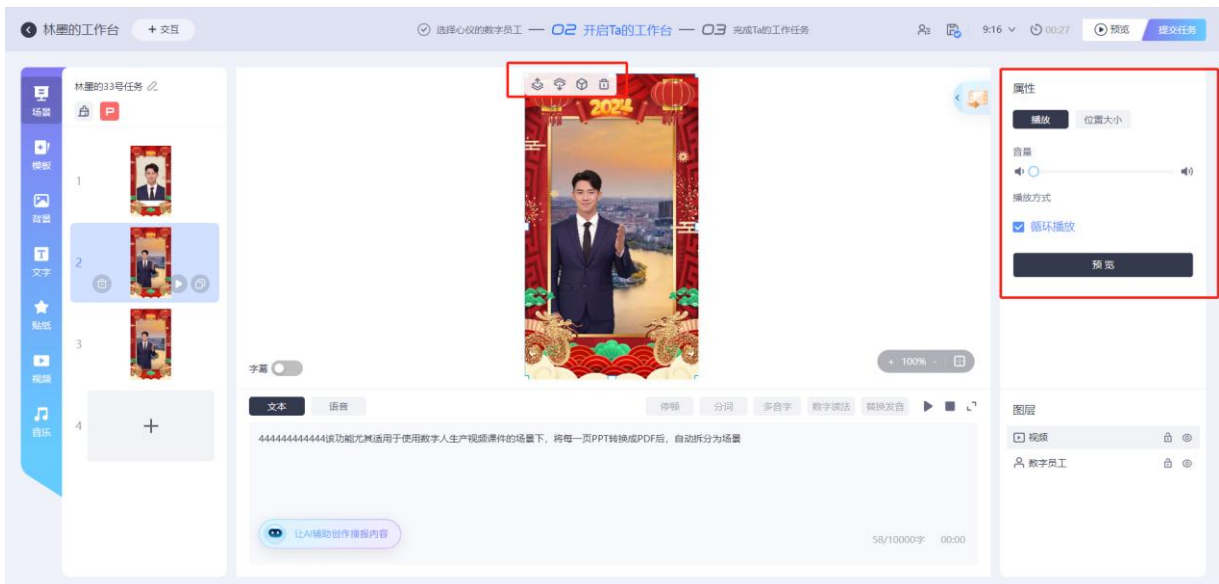 林墨的工作台 + 交互 选择心仪的数字员工 — 02 开启Ta的工作台 — 03 完成Ta的工作任务 9:16 00:27 预览 提交任务
场景
模板
背景
文字
贴纸
视频
音乐
林墨的33号任务
P
1
2
3
4
+
2024
字幕
+ 100% -
文本 语音 停顿 分词 多音字 数字读法 替换发音
444444444444该功能尤其适用于使用数字人生产视频课件的场景下，将每一页PPT转换成PDF后，自动拆分为场景
让AI辅助创作播报内容
58/10000字 00:00
属性
播放 位置大小
音量
播放方式
循环播放
预览
图层
视频
数字员工